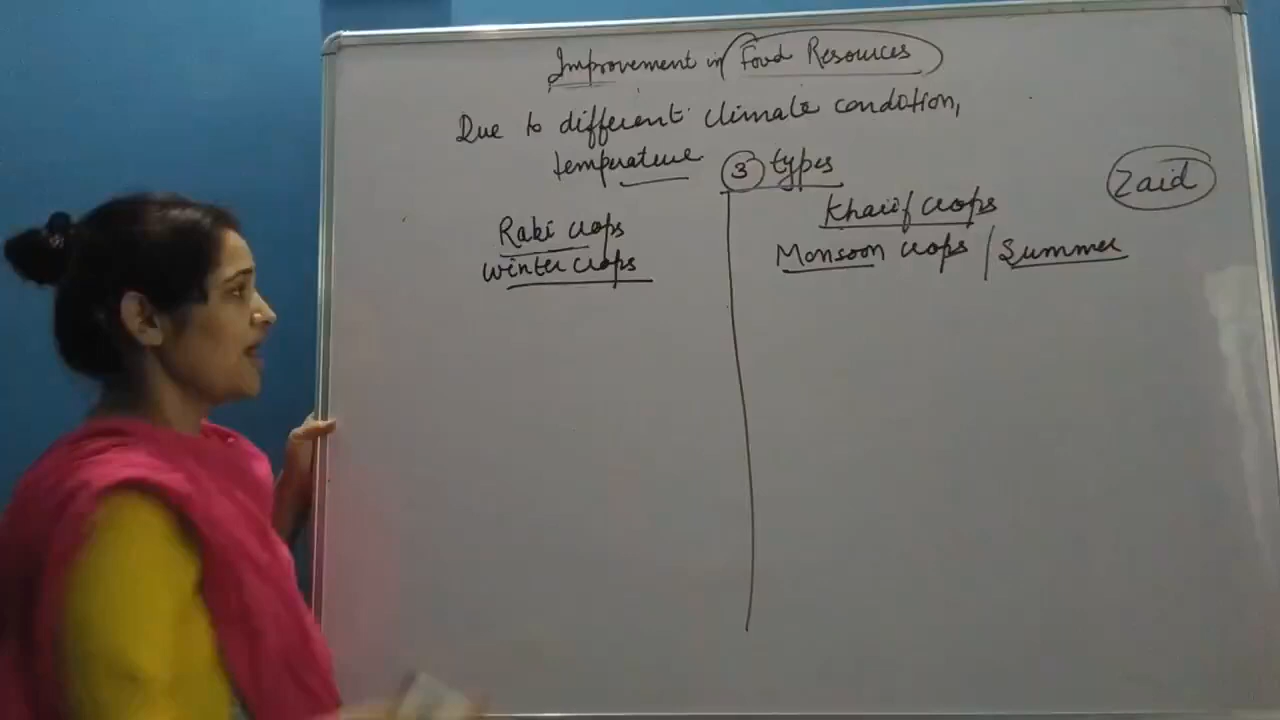 Improvement in Food Resources
Due to different climate condition,
temperature
3 types
Zaid
Rabi crops
winter crops
Kharif crops
Monsoon crops / Summer